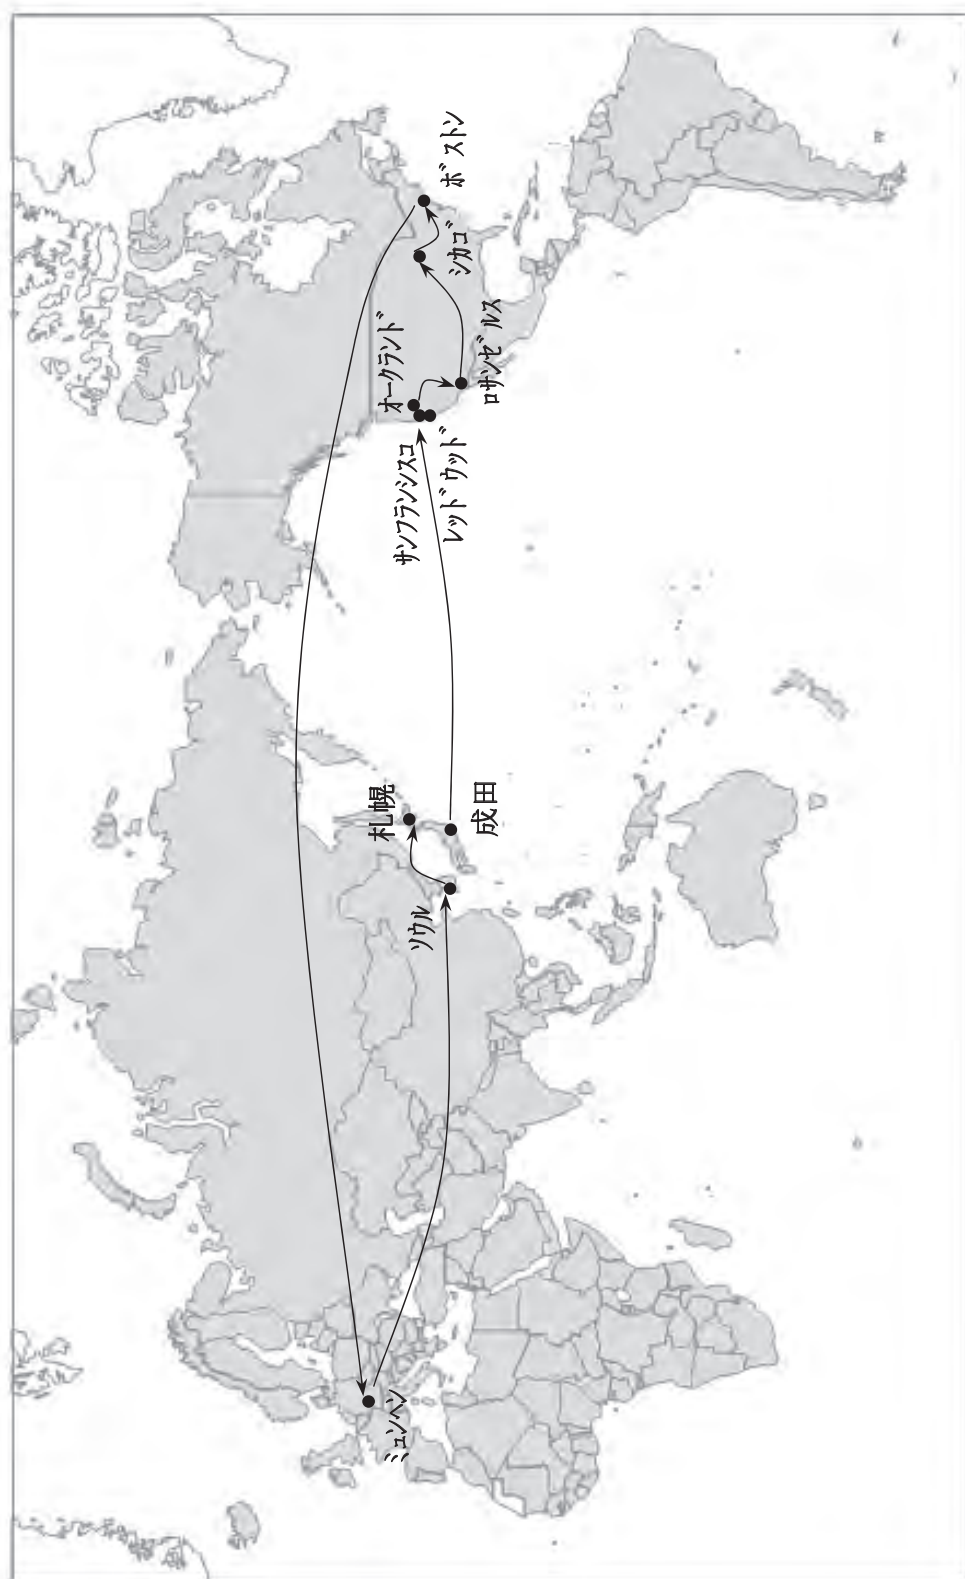 ミュンヘン
ソウル
札幌
成田
サンフランシスコ
レッドウッド
オークランド
ロサンゼルス
シカゴ
ボストン